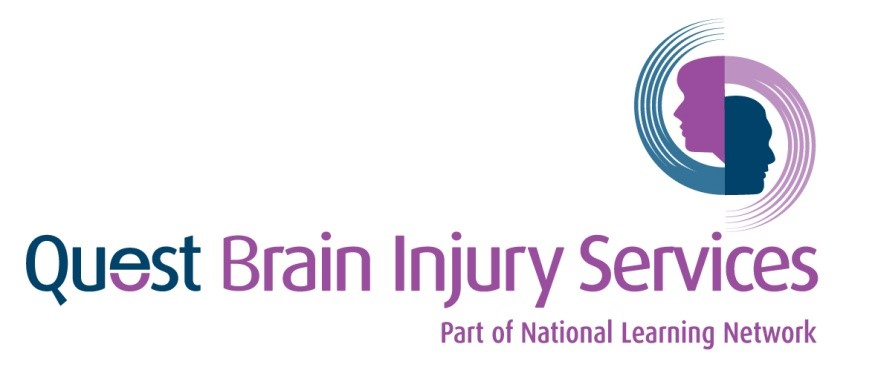 Quest Brain Injury Services
Part of National Learning Network